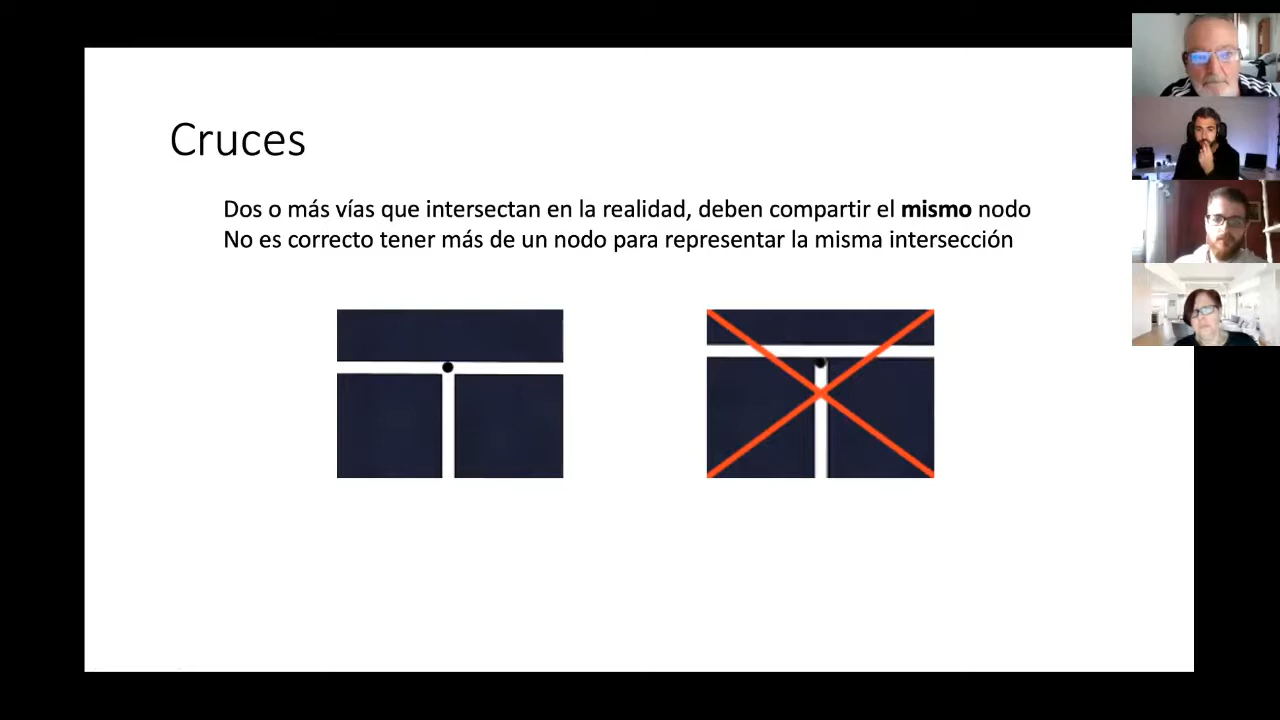 Cruces
Dos o más vías que intersectan en la realidad, deben compartir el mismo nodo
No es correcto tener más de un nodo para representar la misma intersección